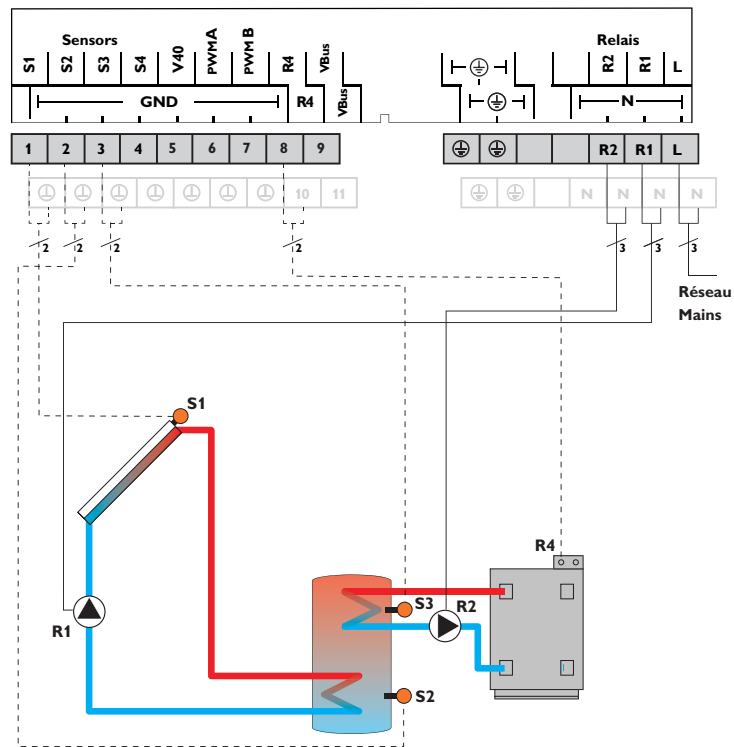 Sensors
Relais
S1 S2 S3 S4 V40 PWMA PWM B R4 VBus
R2 R1 L
GND R4 VBus
N
1 2 3 4 5 6 7 8 9
R2 R1 L
10 11
N N N N
2 2 2 2
3 3 3
Réseau
Mains
S1
R4
S3
R2
R1
S2